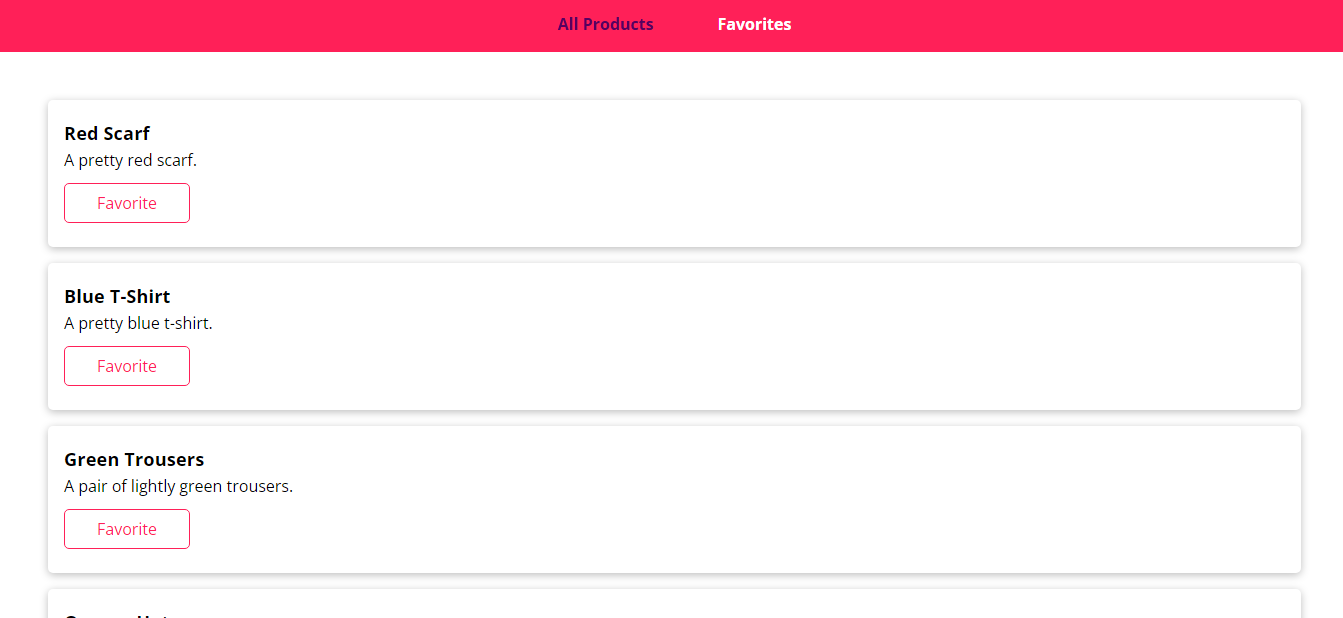 All Products Favorites
Red Scarf
A pretty red scarf.
Favorite
Blue T-Shirt
A pretty blue t-shirt.
Favorite
Green Trousers
A pair of lightly green trousers.
Favorite